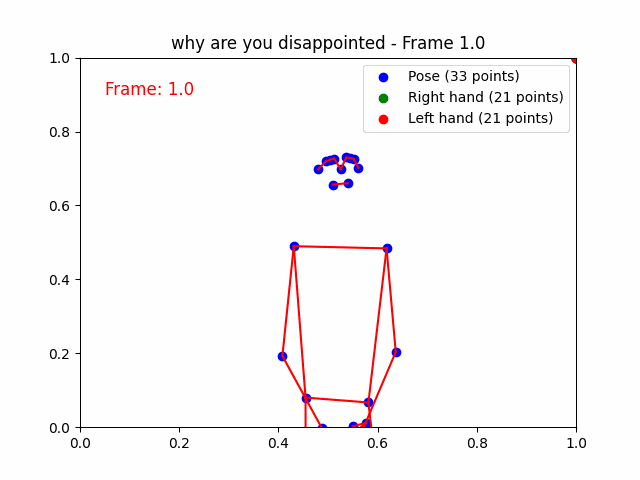 why are you disappointed - Frame 1.0
Frame: 1.0
Pose (33 points)
Right hand (21 points)
Left hand (21 points)
1.0
0.8
0.6
0.4
0.2
0.0
0.0 0.2 0.4 0.6 0.8 1.0